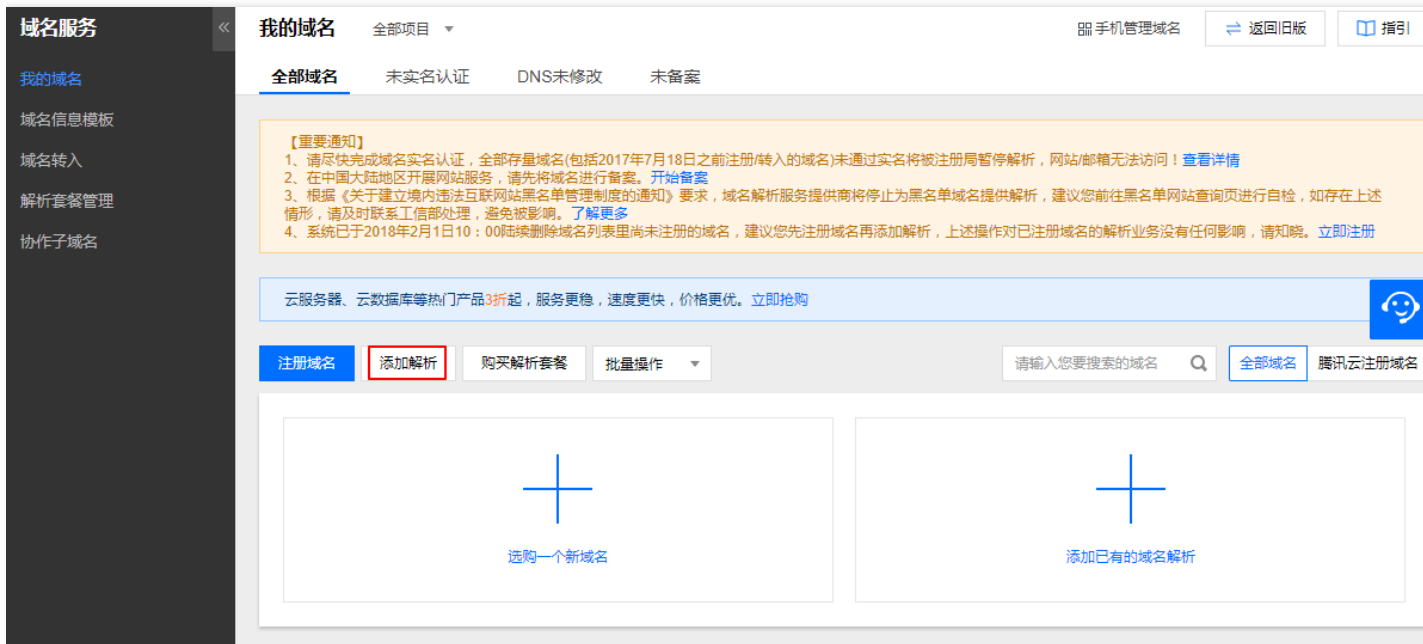 域名服务
«
我的域名
全部项目
手机管理域名
返回旧版
指引
我的域名
域名信息模板
域名转入
解析套餐管理
协作子域名
全部域名
未实名认证
DNS未修改
未备案
【重要通知】
1、请尽快完成域名实名认证，全部存量域名(包括2017年7月18日之前注册/转入的域名)未通过实名将被注册局暂停解析，网站/邮箱无法访问！查看详情
2、在中国大陆地区开展网站服务，请先将域名进行备案。开始备案
3、根据《关于建立境内违法互联网站黑名单管理制度的通知》要求，域名解析服务提供商将停止为黑名单域名提供解析，建议您前往黑名单网站查询页进行自检，如存在上述
情形，请及时联系工信部处理，避免被影响。了解更多
4、系统已于2018年2月1日10：00陆续删除域名列表里尚未注册的域名，建议您先注册域名再添加解析，上述操作对已注册域名的解析业务没有任何影响，请知晓。立即注册
云服务器、云数据库等热门产品3折起，服务更稳，速度更快，价格更优。立即抢购
注册域名
添加解析
购买解析套餐
批量操作
请输入您要搜索的域名
全部域名
腾讯云注册域名
选购一个新域名
添加已有的域名解析